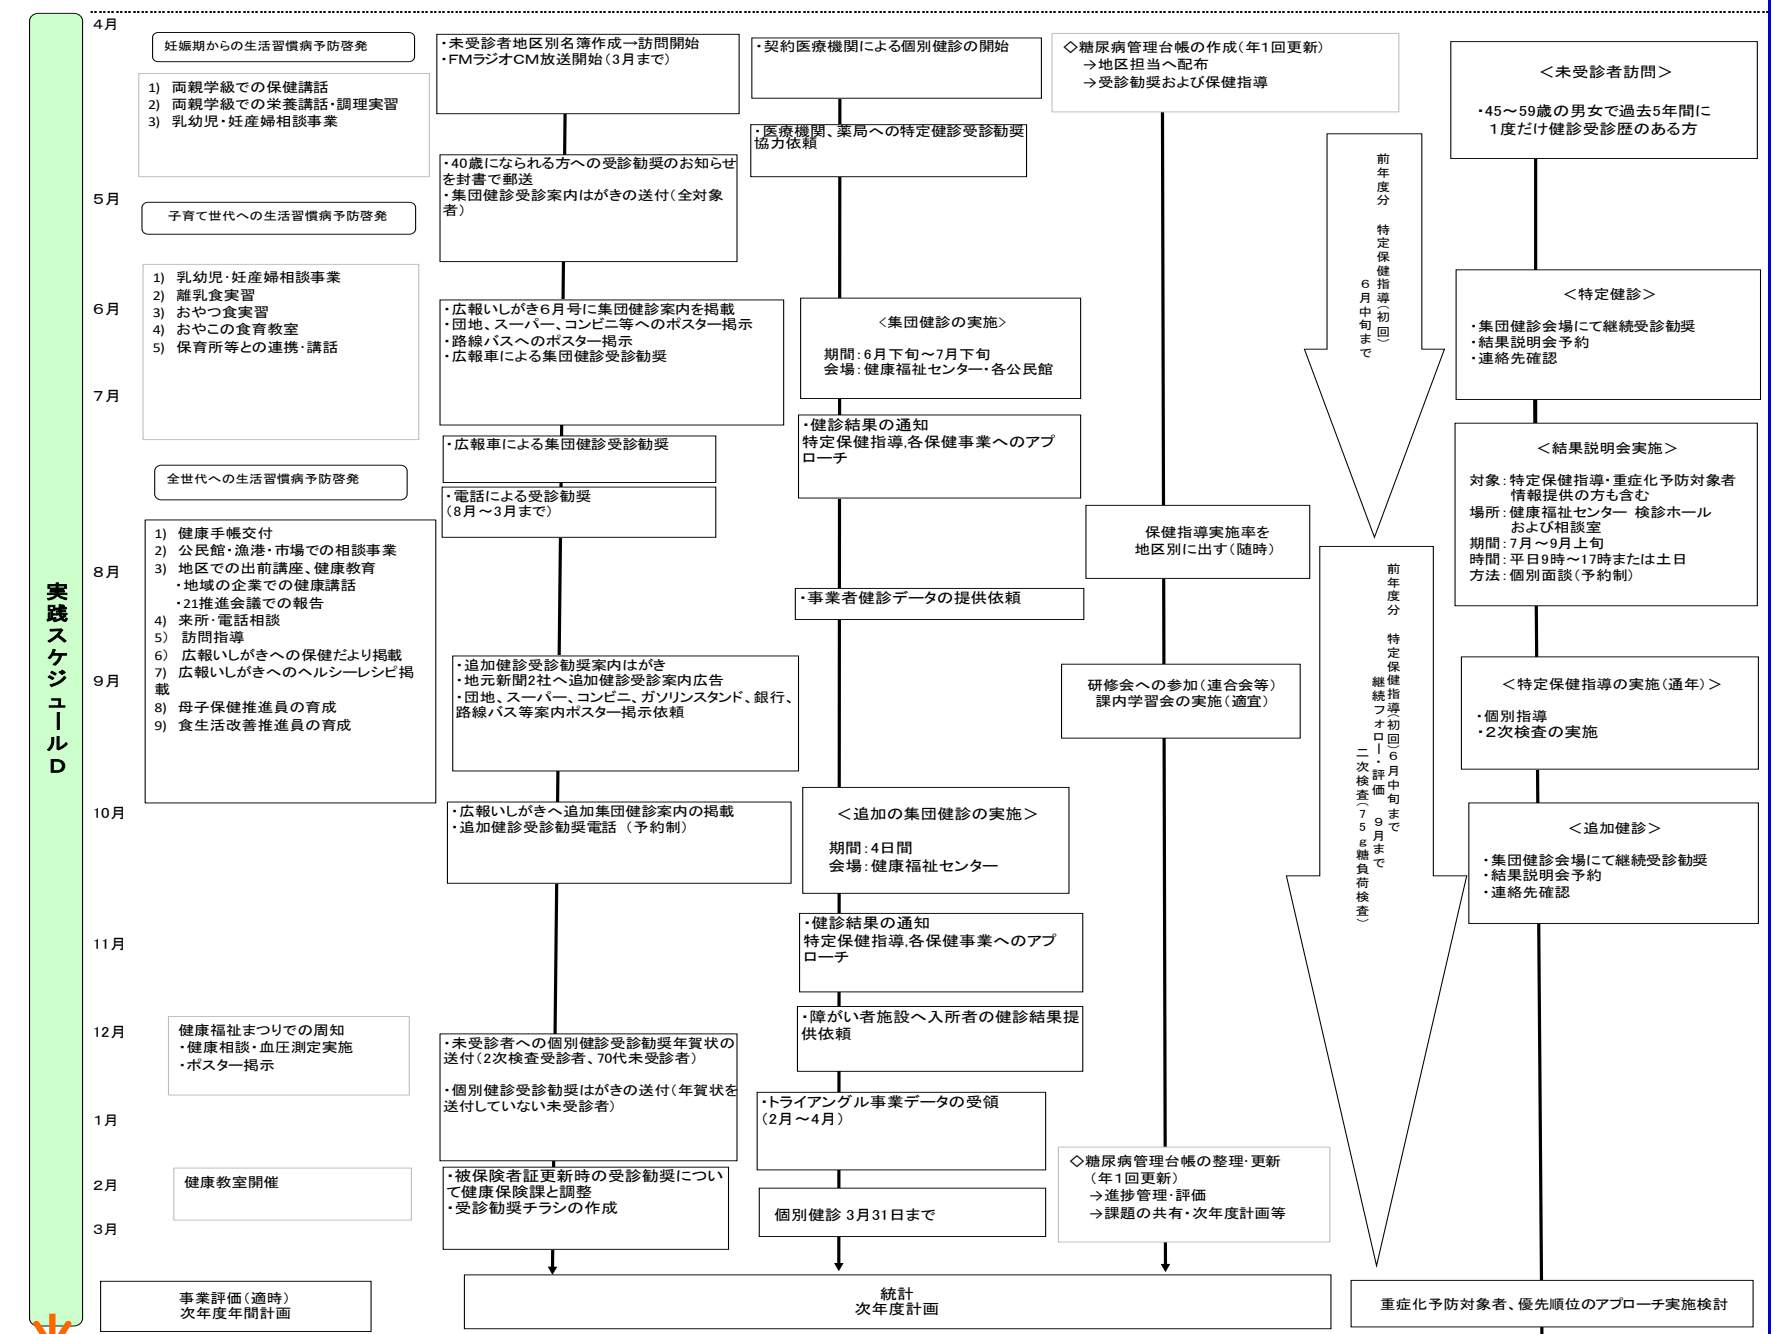 実践スケジュールD
4月
5月
6月
7月
8月
9月
10月
11月
12月
1月
2月
3月
妊娠期からの生活習慣病予防啓発
1) 両親学級での保健講話
2) 両親学級での栄養講話・調理実習
3) 乳幼児・妊産婦相談事業
子育て世代への生活習慣病予防啓発
1) 乳幼児・妊産婦相談事業
2) 離乳食実習
3) おやつ食実習
4) おやこの食育教室
5) 保育所等との連携・講話
全世代への生活習慣病予防啓発
1) 健康手帳交付
2) 公民館・漁港・市場での相談事業
3) 地区での出前講座、健康教育
・地域の企業での健康講話
・21推進会議での報告
4) 来所・電話相談
5） 訪問指導
6） 広報いしがきへの保健だより掲載
7) 広報いしがきへのヘルシーレシピ掲
載
8) 母子保健推進員の育成
9) 食生活改善推進員の育成
健康福祉まつりでの周知
・健康相談・血圧測定実施
・ポスター掲示
健康教室開催
事業評価（適時）
次年度年間計画
・未受診者地区別名簿作成→訪問開始
・FMラジオCM放送開始（3月まで）
・40歳になられる方への受診勧奨のお知らせ
を封書で郵送
・集団健診受診案内はがきの送付（全対象
者）
・広報いしがき６月号に集団健診案内を掲載
・団地、スーパー、コンビニ等へのポスター掲示
・路線バスへのポスター掲示
・広報車による集団健診受診勧奨
・広報車による集団健診受診勧奨
・電話による受診勧奨
（8月～3月まで）
・追加健診受診勧奨案内はがき
・地元新聞2社へ追加健診受診案内広告
・団地、スーパー、コンビニ、ガソリンスタンド、銀行、
路線バス等案内ポスター掲示依頼
・広報いしがきへ追加集団健診案内の掲載
・追加健診受診勧奨電話 （予約制）
・未受診者への個別健診受診勧奨年賀状の
送付（2次検査受診者、70代未受診者）
・個別健診受診勧奨はがきの送付（年賀状を
送付していない未受診者）
・被保険者証更新時の受診勧奨につい
て健康保険課と調整
・受診勧奨チラシの作成
・契約医療機関による個別健診の開始
・医療機関、薬局への特定健診受診勧奨
協力依頼
＜集団健診の実施＞
期間：6月下旬～7月下旬
会場：健康福祉センター・各公民館
・健診結果の通知
特定保健指導,各保健事業へのアプ
ローチ
・事業者健診データの提供依頼
＜追加の集団健診の実施＞
期間：4日間
会場：健康福祉センター
・健診結果の通知
特定保健指導,各保健事業へのアプ
ローチ
・障がい者施設へ入所者の健診結果提
供依頼
・トライアングル事業データの受領
（2月～4月）
個別健診 3月31日まで
◇糖尿病管理台帳の作成（年1回更新）
→地区担当へ配布
→受診勧奨および保健指導
保健指導実施率を
地区別に出す（随時）
研修会への参加（連合会等）
課内学習会の実施（適宜）
◇糖尿病管理台帳の整理・更新
（年1回更新）
→進捗管理・評価
→課題の共有・次年度計画等
統計
次年度計画
前年度分 特定保健指導（初回）
６月中旬まで
前年度分 特定保健指導（初回）６月中旬まで
継続フォロー・評価 ９月まで
二次検査（７５ｇ糖負荷検査）
＜未受診者訪問＞
・45～59歳の男女で過去5年間に
１度だけ健診受診歴のある方
＜特定健診＞
・集団健診会場にて継続受診勧奨
・結果説明会予約
・連絡先確認
＜結果説明会実施＞
対象：特定保健指導・重症化予防対象者
情報提供の方も含む
場所：健康福祉センター 検診ホール
および相談室
期間：7月～9月上旬
時間：平日9時～17時または土日
方法：個別面談（予約制）
＜特定保健指導の実施（通年）＞
・個別指導
・２次検査の実施
＜追加健診＞
・集団健診会場にて継続受診勧奨
・結果説明会予約
・連絡先確認
重症化予防対象者、優先順位のアプローチ実施検討